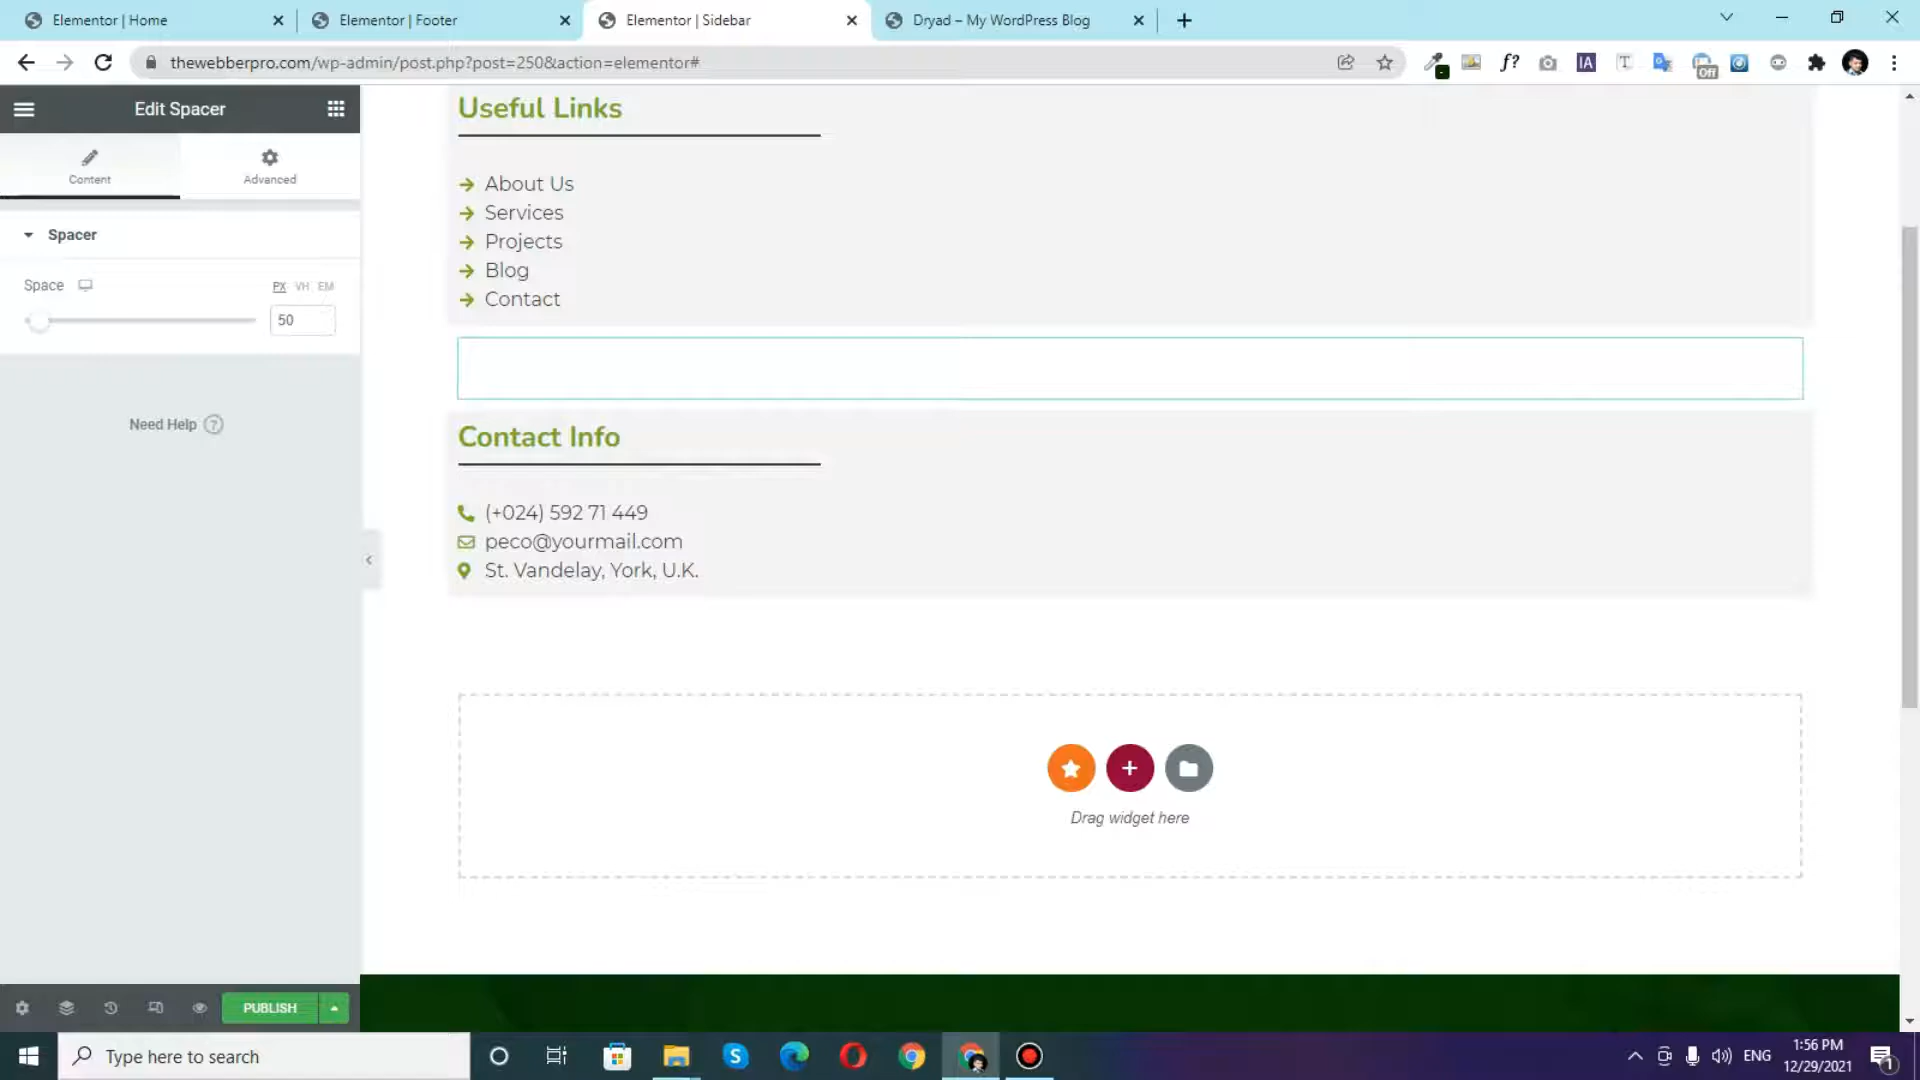 Elementor | Home
Elementor | Footer
Elementor | Sidebar
Dryad – My WordPress Blog
thewebberpro.com/wp-admin/post.php?post=250&action=elementor#
f?
IA
T
Off
Edit Spacer
Content
Advanced
Spacer
Space
PX VH EM
50
Need Help ?
Useful Links
About Us
Services
Projects
Blog
Contact
Contact Info
(+024) 592 71 449
peco@yourmail.com
St. Vandelay, York, U.K.
Drag widget here
PUBLISH
Type here to search
S
ENG
1:56 PM
12/29/2021
1